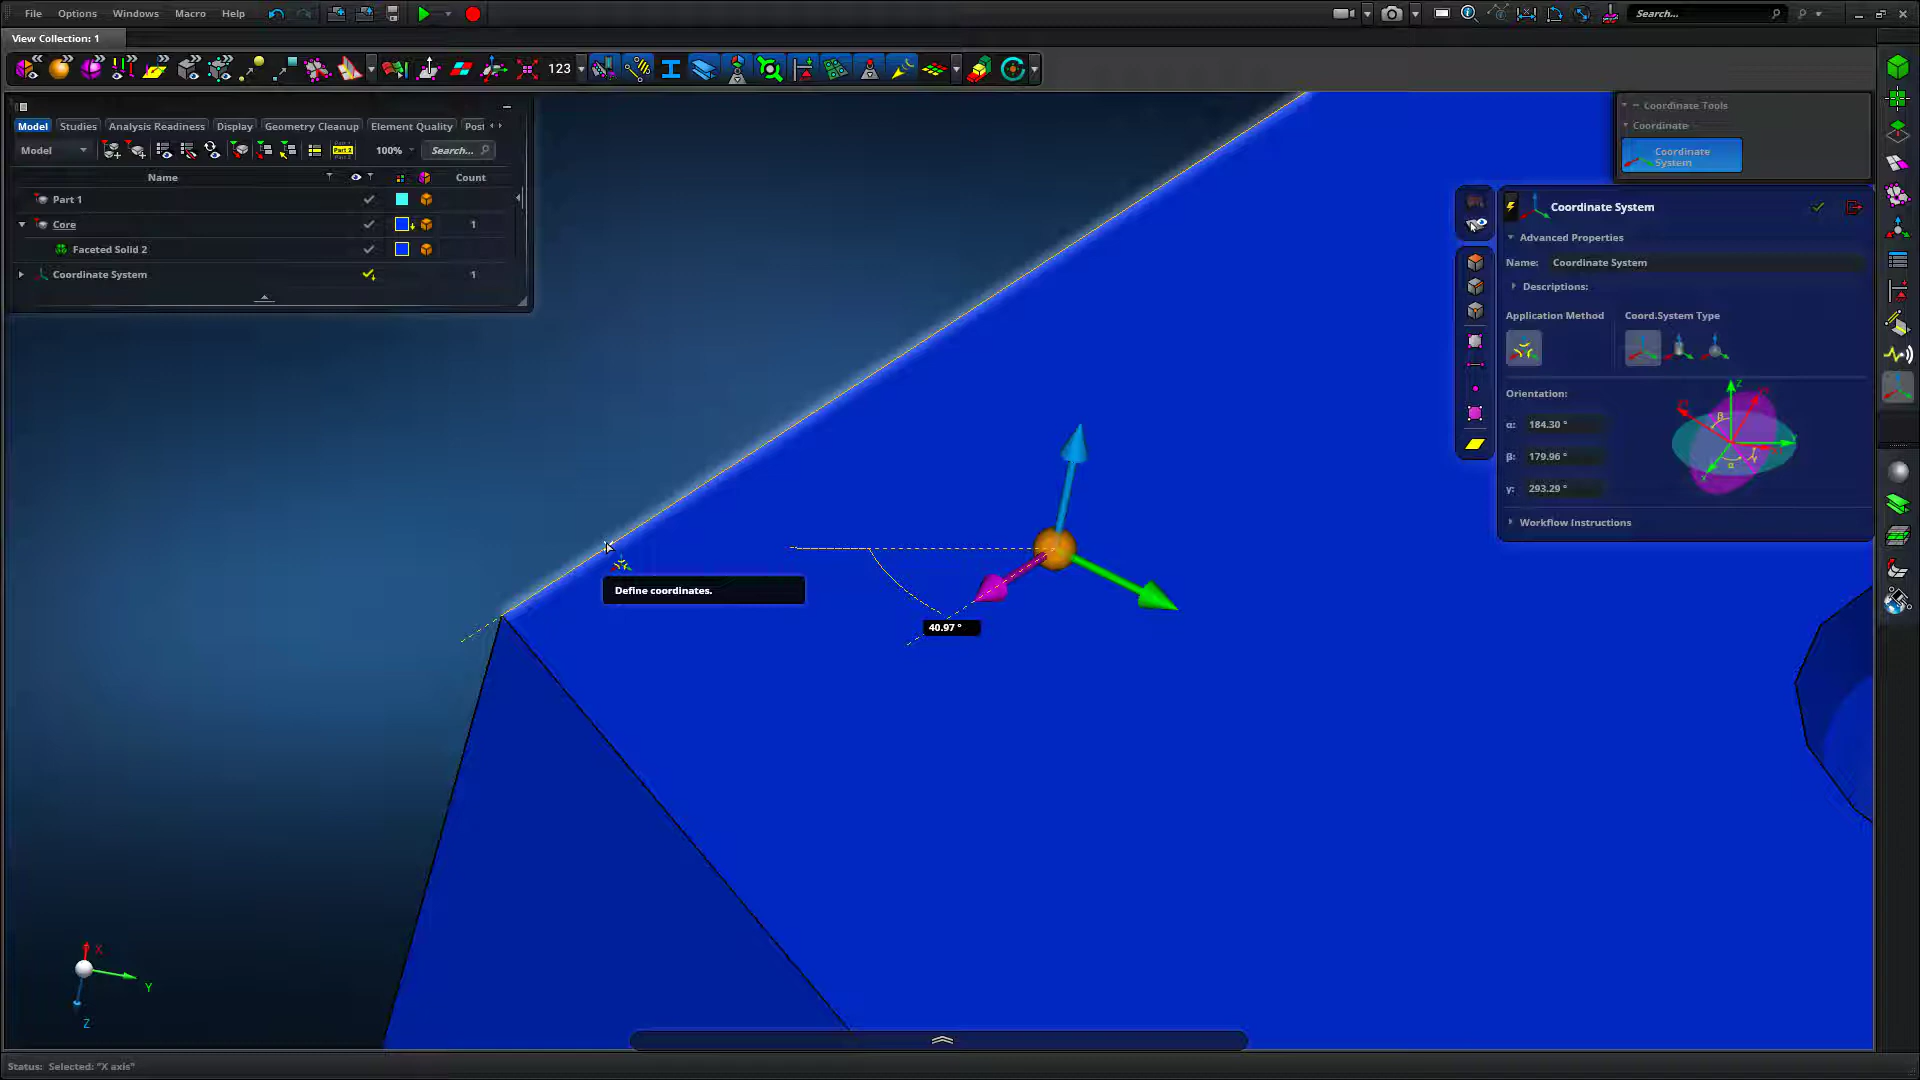 File Options Windows Macro Help
Search...
View Collection: 1
123
Model Studies Analysis Readiness Display Geometry Cleanup Element Quality Post
Model 100% Search...
Name Count
Part 1
Core 1
Faceted Solid 2
Coordinate System 1
Coordinate Tools
Coordinate
Coordinate
System
Coordinate System
Advanced Properties
Name: Coordinate System
Descriptions:
Application Method Coord.System Type
Orientation:
α: 184.30 °
β: 179.96 °
γ: 293.29 °
Workflow Instructions
Define coordinates.
40.97 °
X
Y
Z
Status: Selected: "X axis"